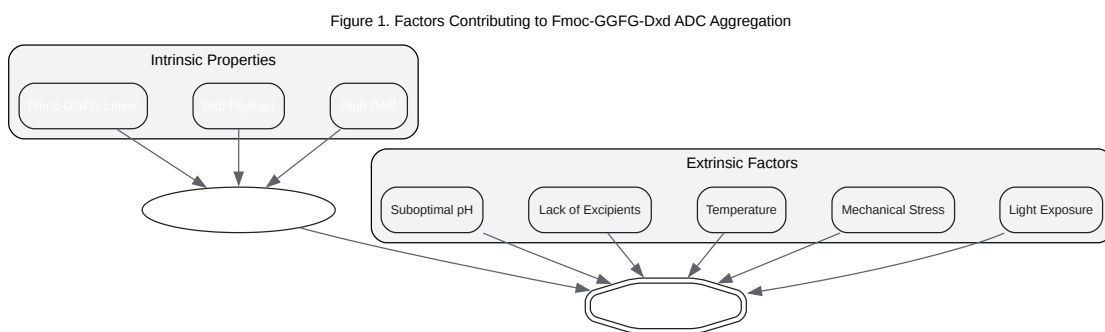 Figure 1. Factors Contributing to Fmoc-GGFG-Dxd ADC Aggregation
Intrinsic Properties
Fmoc-GGFG Linker
Dxd Payload
High DAR
Extrinsic Factors
Suboptimal pH
Lack of Excipients
Temperature
Mechanical Stress
Light Exposure